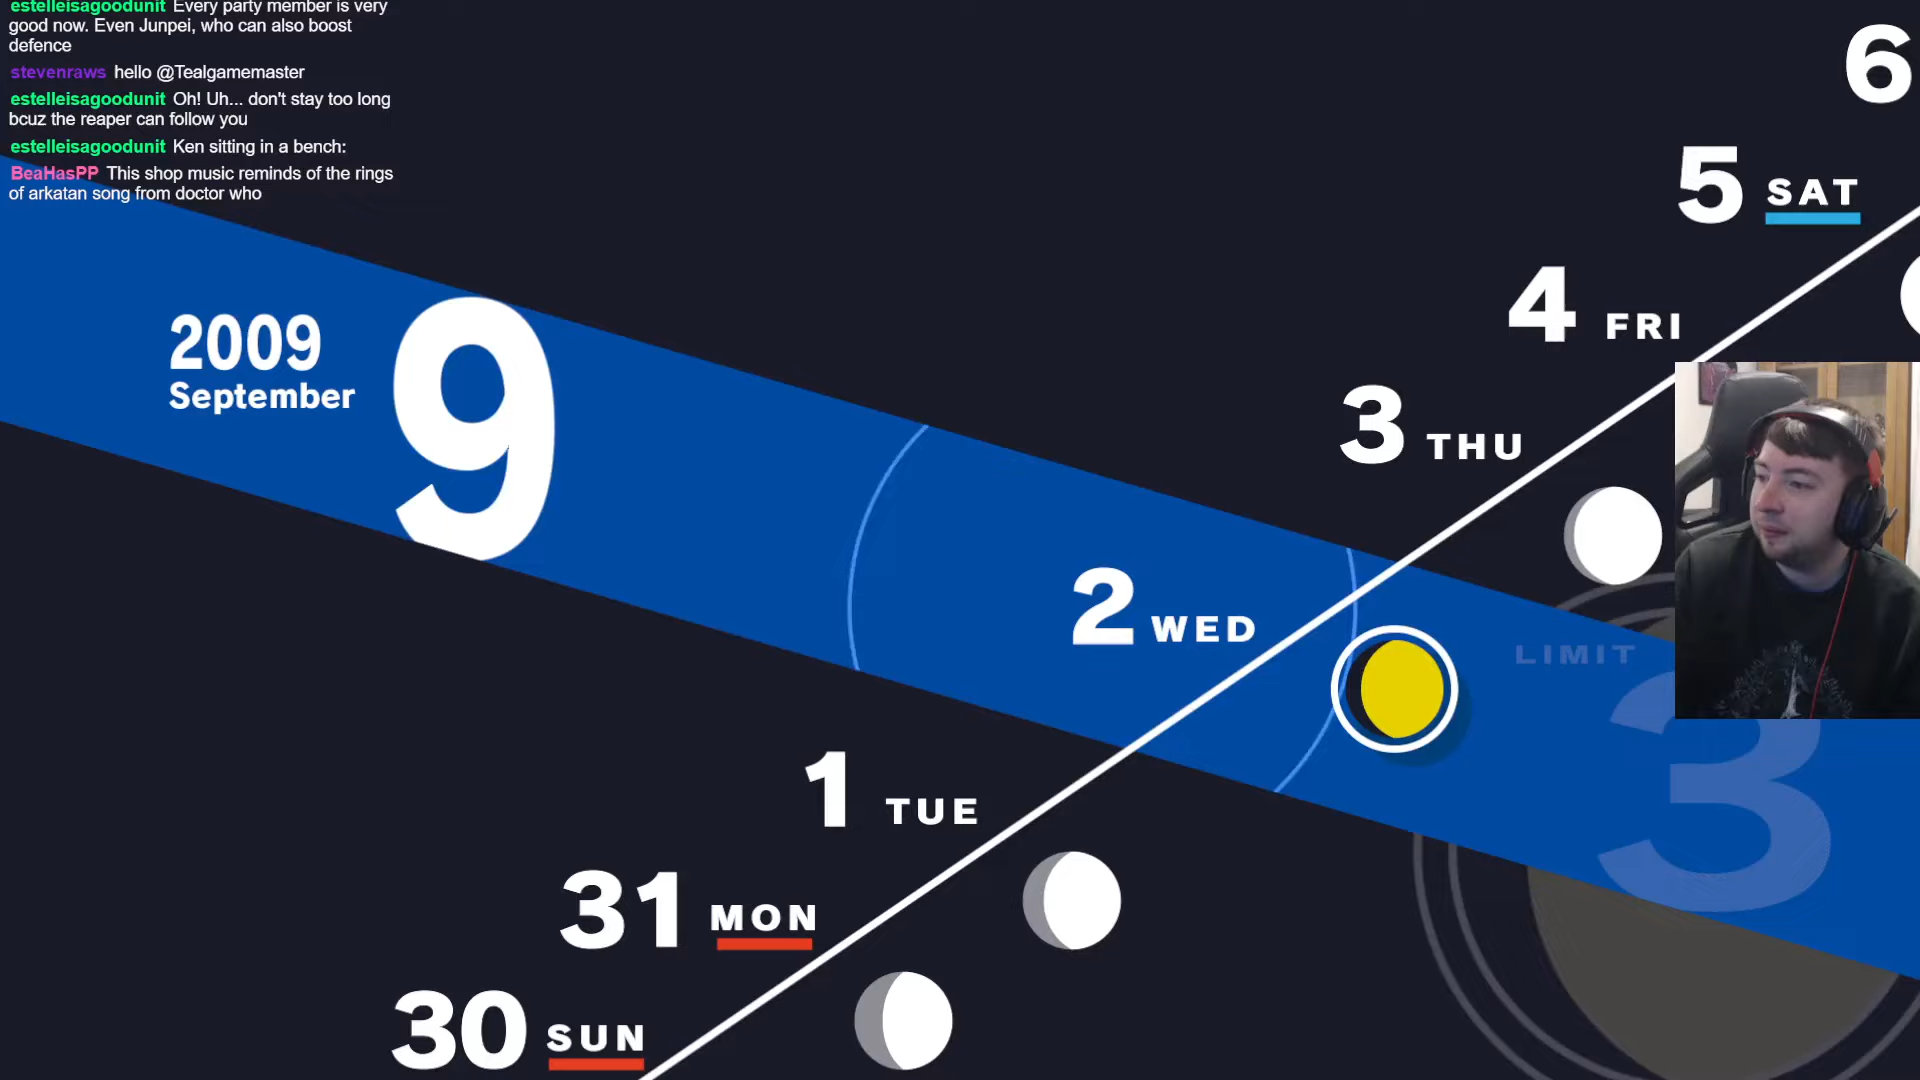 estelleisagoodunit Every party member is very
good now. Even Junpei, who can also boost
defence
stevenraws hello @Tealgamemaster
estelleisagoodunit Oh! Uh... don't stay too long
bcuz the reaper can follow you
estelleisagoodunit Ken sitting in a bench:
BeaHasPP This shop music reminds of the rings
of arkatan song from doctor who
6
5 SAT
4 FRI
2009
September
9
3 THU
2 WED
LIMIT
3
1 TUE
31 MON
30 SUN